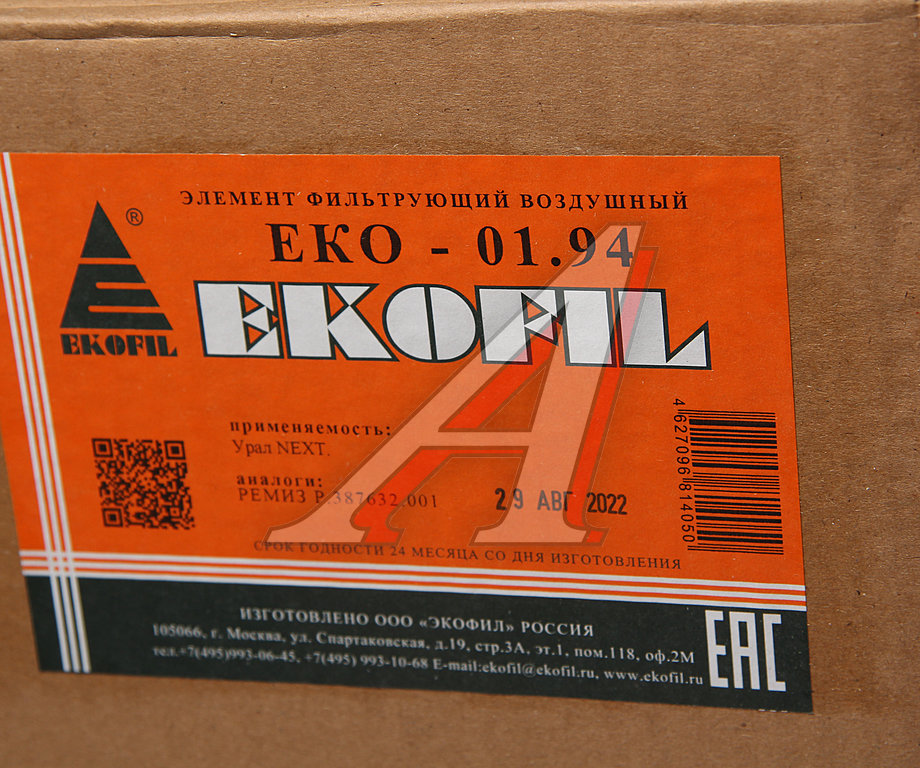 ЭЛЕМЕНТ ФИЛЬТРУЮЩИЙ ВОЗДУШНЫЙ
ЕКО - 01.94
®
EKOFIL
EKOFIL
применяемость:
Урал NEXT.
аналоги:
РЕМИЗ Р.387632.001
29 АВГ 2022
4627096814050
СРОК ГОДНОСТИ 24 МЕСЯЦА СО ДНЯ ИЗГОТОВЛЕНИЯ
ИЗГОТОВЛЕНО ООО «ЭКОФИЛ» РОССИЯ
105066, г. Москва, ул. Спартаковская, д.19, стр.3А, эт.1, пом.118, оф.2М
тел.+7(495)993-06-45, +7(495) 993-10-68 E-mail:ekofil@ekofil.ru, www.ekofil.ru
EAC